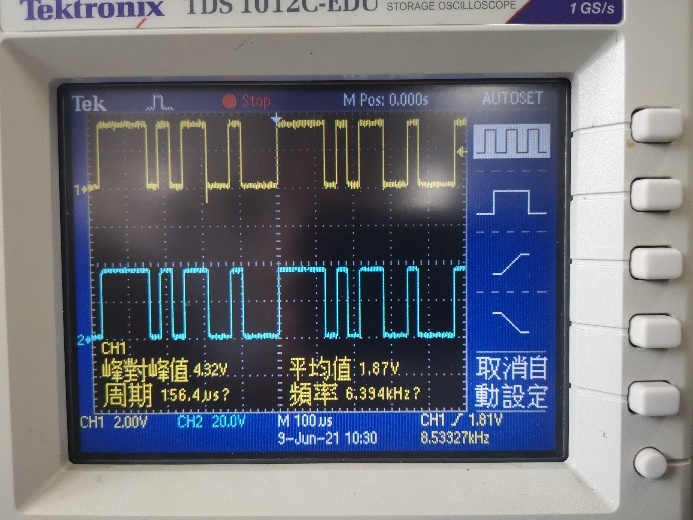 Tektronix TDS 1012C-EDU STORAGE OSCILLOSCOPE 1 GS/s
Tek Stop M Pos: 0.000s AUTOSET
1
2
CH1
峰對峰值 4.32V 平均值 1.87V
周期 156.4µs? 頻率 6.394kHz?
取消自
動設定
CH1 2.00V CH2 20.0V M 100µs CH1 1.81V
9-Jun-21 10:30 8.53327kHz